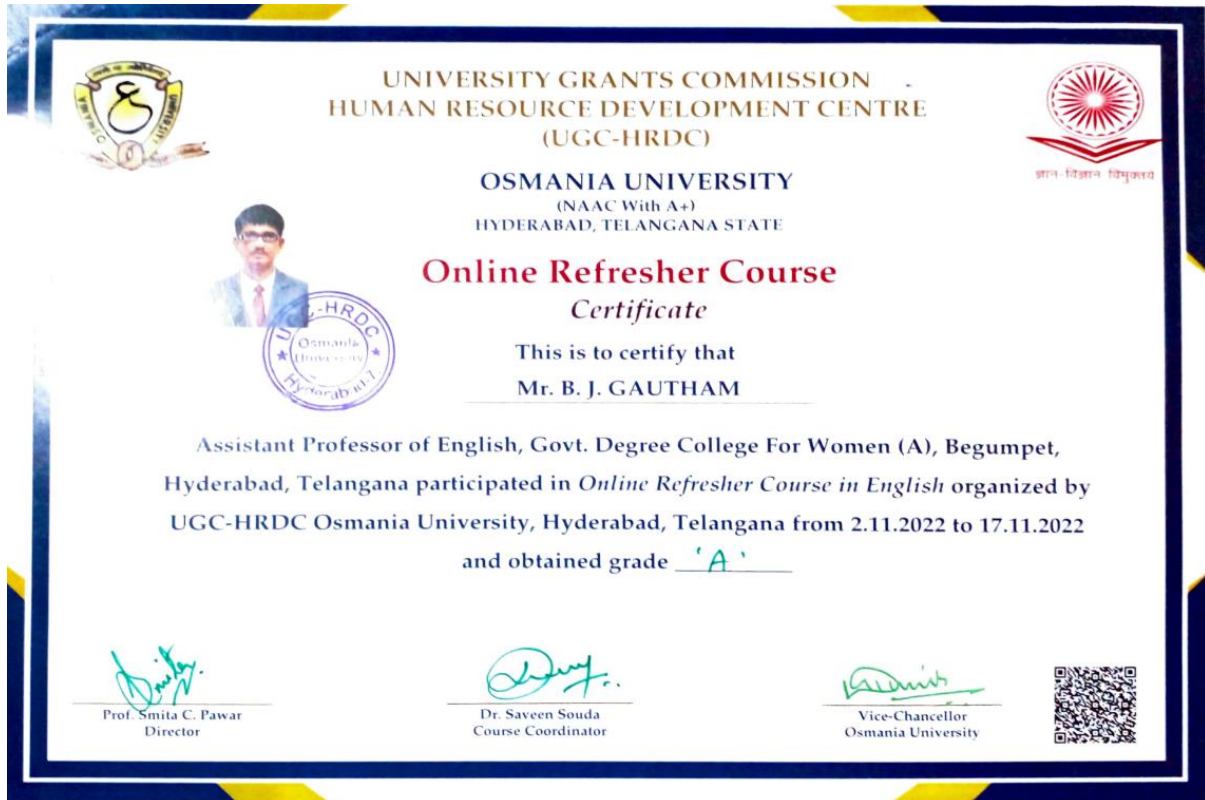 UNIVERSITY GRANTS COMMISSION
HUMAN RESOURCE DEVELOPMENT CENTRE
(UGC-HRDC)
OSMANIA UNIVERSITY
(NAAC With A+)
HYDERABAD, TELANGANA STATE
ज्ञान-विज्ञान विमुक्तये
Online Refresher Course
Certificate
UGC-HRDC
Osmania
University
Hyderabad-7.
This is to certify that
Mr. B. J. GAUTHAM
Assistant Professor of English, Govt. Degree College For Women (A), Begumpet,
Hyderabad, Telangana participated in Online Refresher Course in English organized by
UGC-HRDC Osmania University, Hyderabad, Telangana from 2.11.2022 to 17.11.2022
and obtained grade 'A'
Prof. Smita C. Pawar
Director
Dr. Saveen Souda
Course Coordinator
Vice-Chancellor
Osmania University